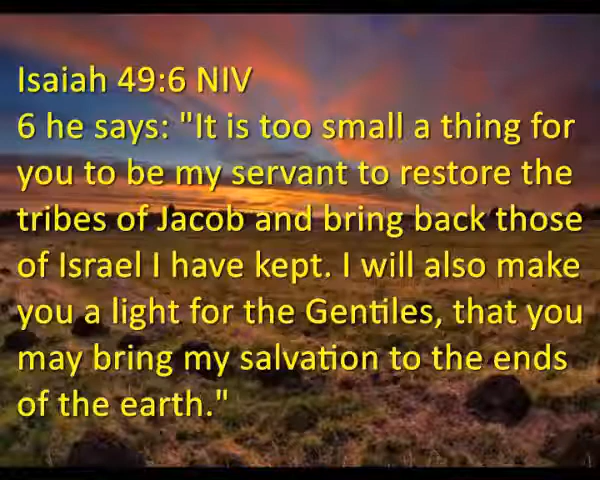 Isaiah 49:6 NIV
6 he says: "It is too small a thing for
you to be my servant to restore the
tribes of Jacob and bring back those
of Israel I have kept. I will also make
you a light for the Gentiles, that you
may bring my salvation to the ends
of the earth."